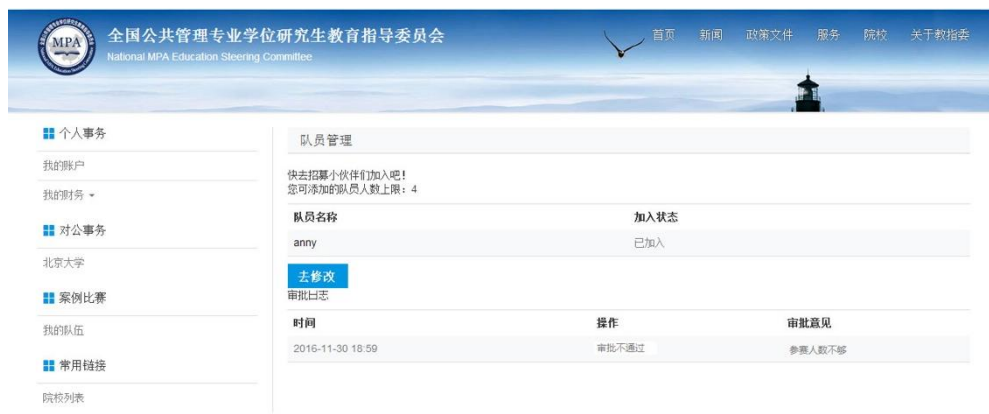 MPA
全国公共管理专业学位研究生教育指导委员会
National MPA Education Steering Committee
首页 新闻 政策文件 服务 院校 关于教指委
个人事务
我的账户
我的财务
对公事务
北京大学
案例比赛
我的队伍
常用链接
院校列表
队员管理
快去招募小伙伴们加入吧！
您可添加的队员人数上限：4
队员名称 加入状态
anny 已加入
去修改
审批日志
时间 操作 审批意见
2016-11-30 18:59 审批不通过 参赛人数不够